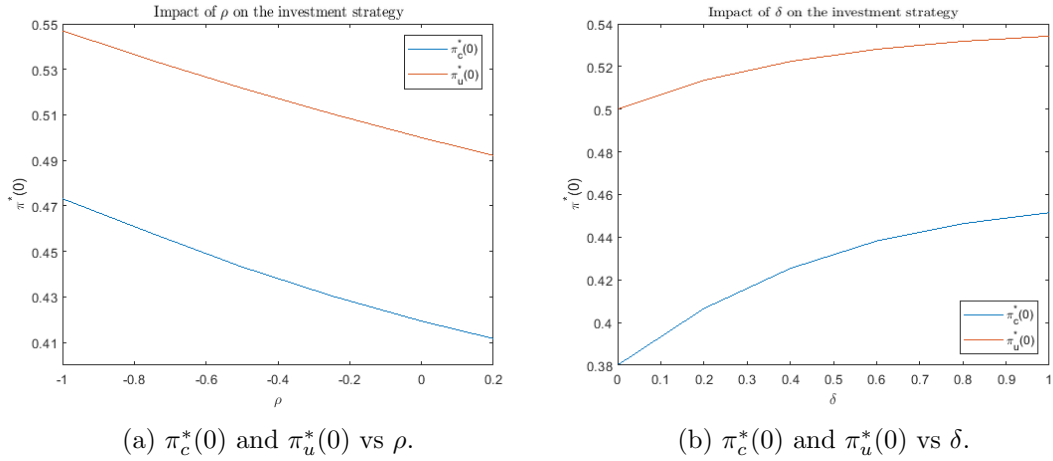 Impact of ρ on the investment strategy
0.55
0.53
0.51
0.49
0.47
0.45
0.43
0.41
π*(0)
-1
-0.8
-0.6
-0.4
-0.2
0
0.2
ρ
π*c(0)
π*u(0)
(a) π*c(0) and π*u(0) vs ρ.
Impact of δ on the investment strategy
0.54
0.52
0.5
0.48
0.46
0.44
0.42
0.4
0.38
π*(0)
0
0.1
0.2
0.3
0.4
0.5
0.6
0.7
0.8
0.9
1
δ
π*c(0)
π*u(0)
(b) π*c(0) and π*u(0) vs δ.